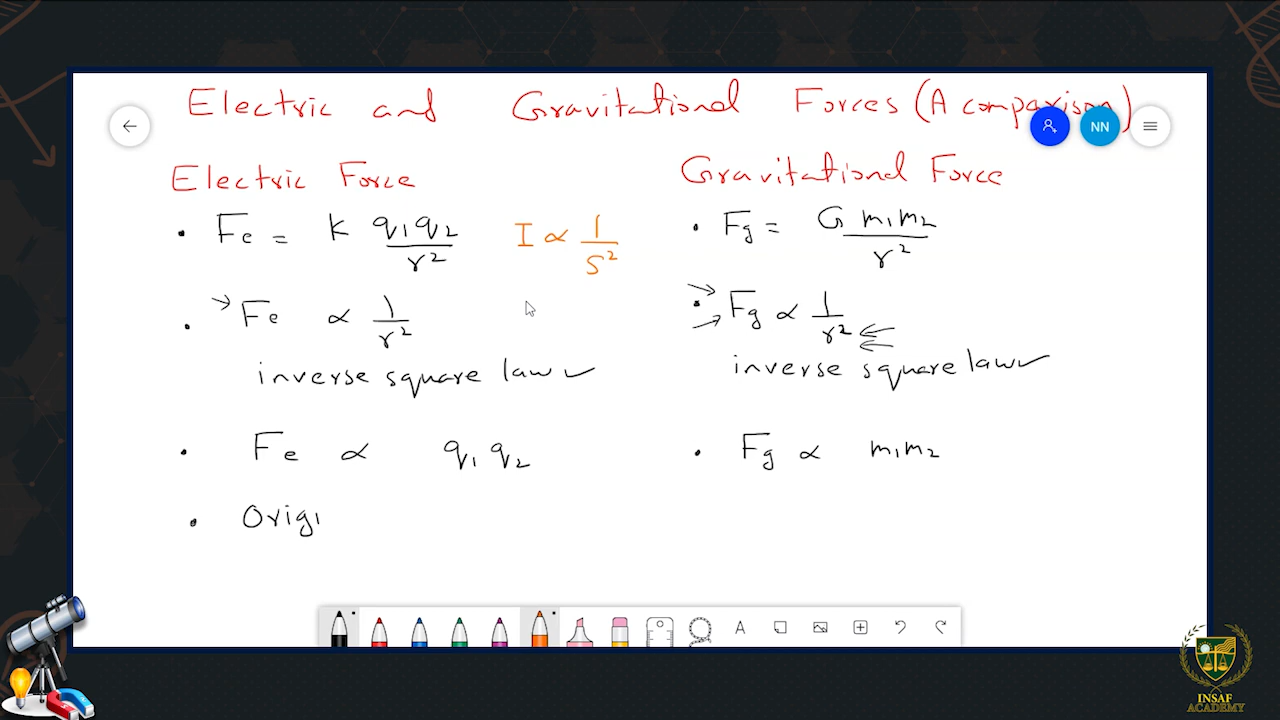 Electric and Gravitational Forces (A comparison)
NN
Electric Force
Gravitational Force
• Fe = K q1q2 / r2
I ∝ 1 / s2
• Fg = G m1m2 / r2
• → Fe ∝ 1 / r2
• Fg ∝ 1 / r2
inverse square law
inverse square law
• Fe ∝ q1 q2
• Fg ∝ m1m2
• Origi
A
INSAF
ACADEMY